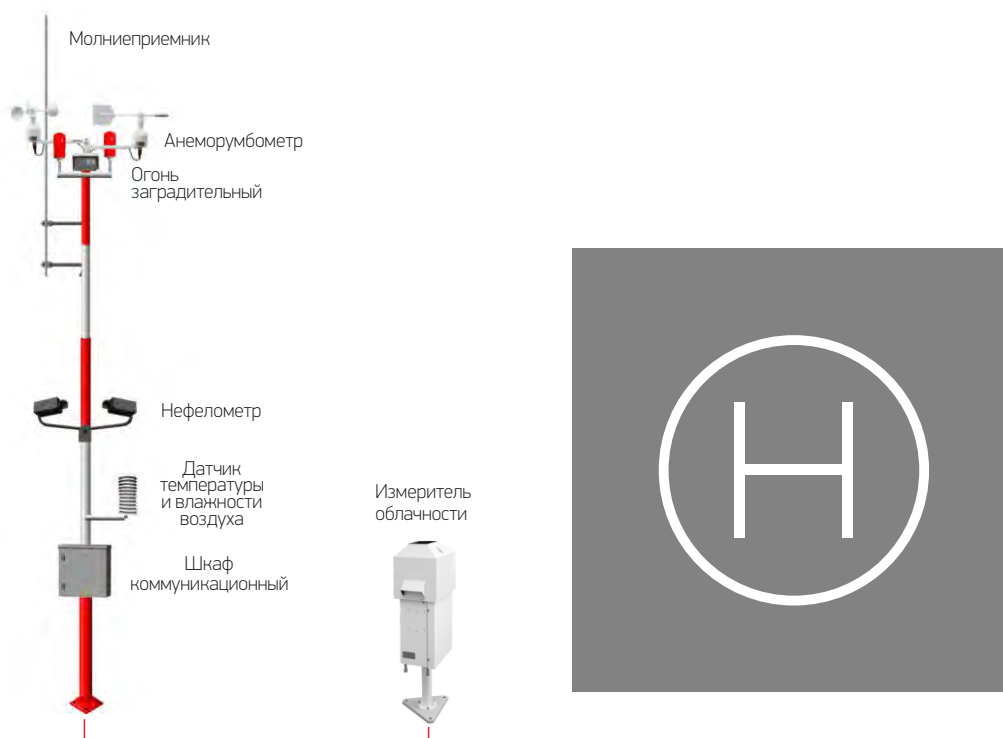 Молниеприемник
Анеморумбометр
Огонь
заградительный
Нефелометр
Датчик
температуры
и влажности
воздуха
Шкаф
коммуникационный
Измеритель
облачности
H